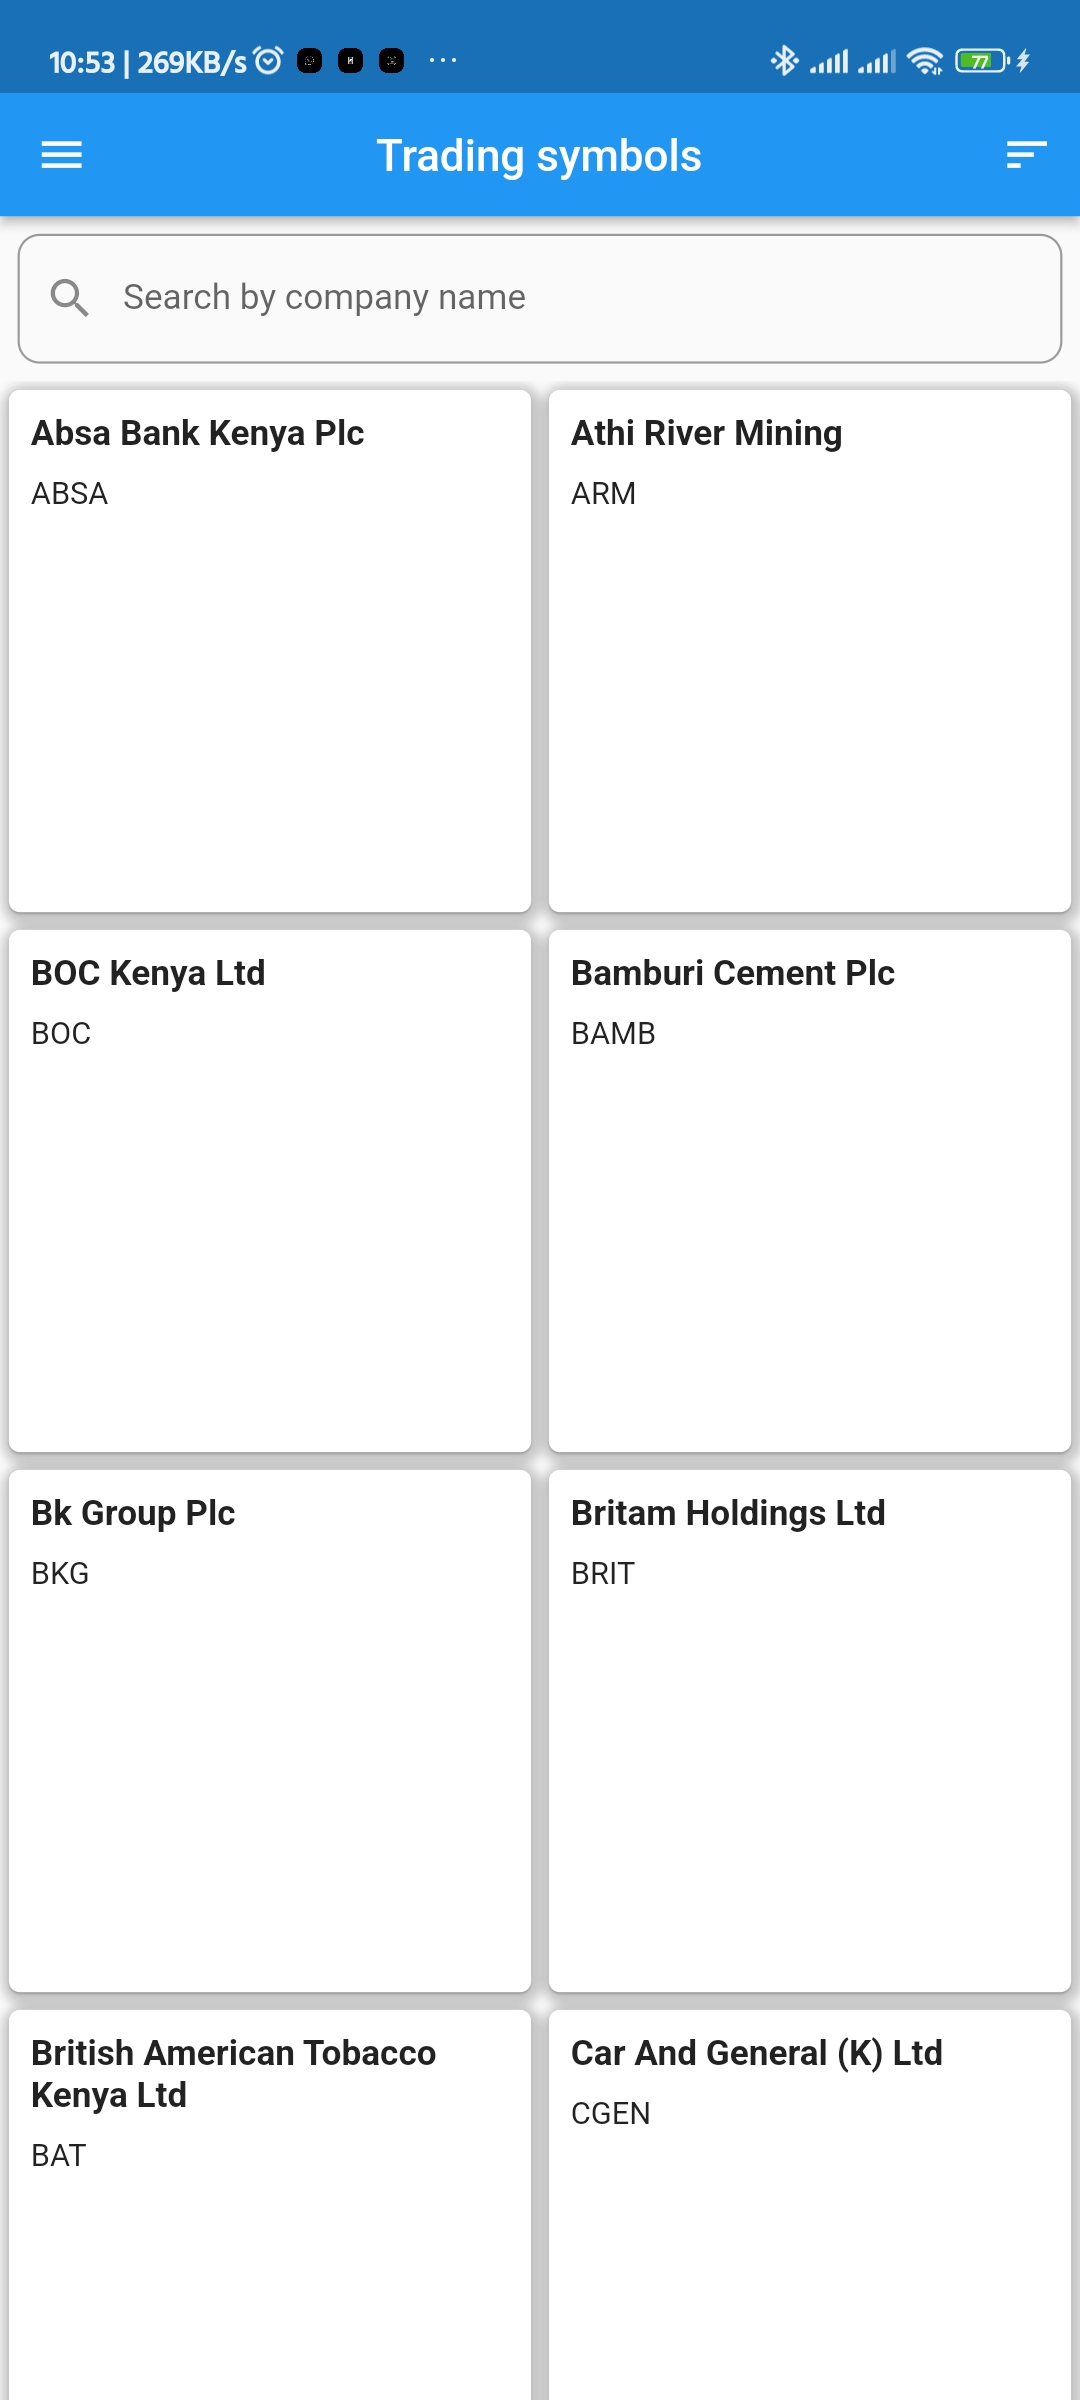 10:53 | 269KB/s
77
Trading symbols
Search by company name
Absa Bank Kenya Plc
ABSA
Athi River Mining
ARM
BOC Kenya Ltd
BOC
Bamburi Cement Plc
BAMB
Bk Group Plc
BKG
Britam Holdings Ltd
BRIT
British American Tobacco
Kenya Ltd
BAT
Car And General (K) Ltd
CGEN